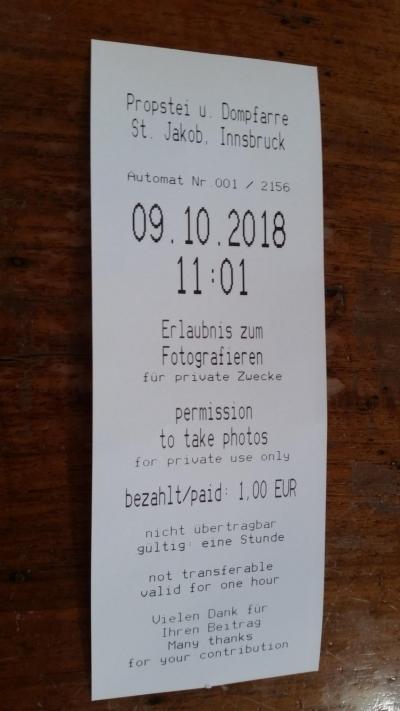 Propstei u. Dompfarre
St. Jakob, Innsbruck
Automat Nr.001 / 2156
09.10.2018
11:01
Erlaubnis zum
Fotografieren
für private Zwecke
permission
to take photos
for private use only
bezahlt/paid: 1,00 EUR
nicht übertragbar
gültig: eine Stunde
not transferable
valid for one hour
Vielen Dank für
Ihren Beitrag
Many thanks
for your contribution